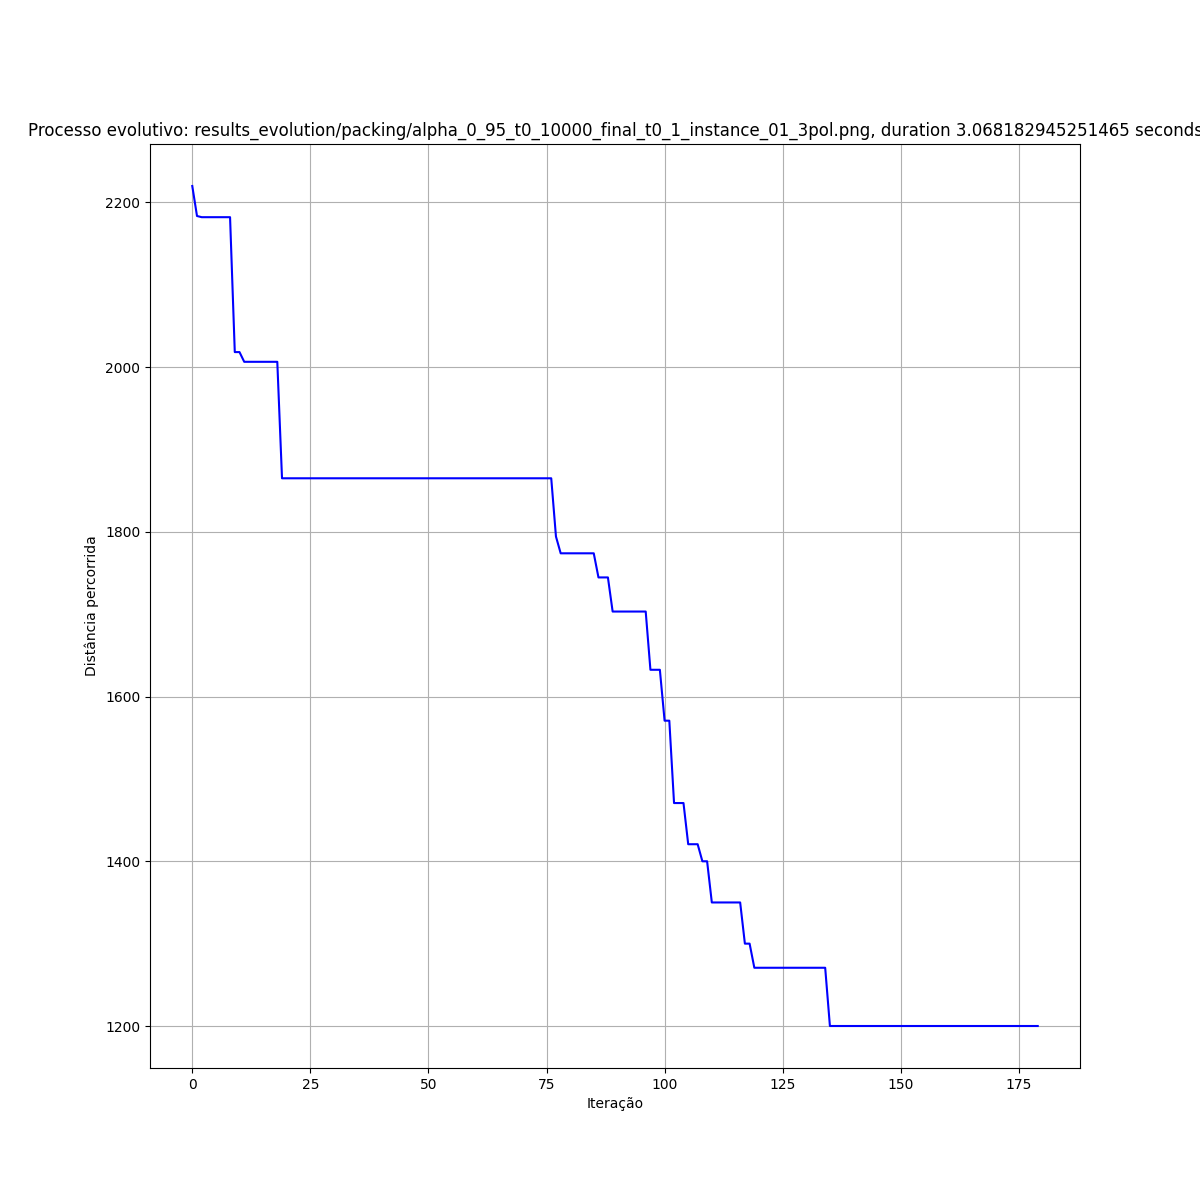 Processo evolutivo: results_evolution/packing/alpha_0_95_t0_10000_final_t0_1_instance_01_3pol.png, duration 3.068182945251465 seconds
2200
2000
1800
1600
1400
1200
Distância percorrida
0 25 50 75 100 125 150 175
Iteração